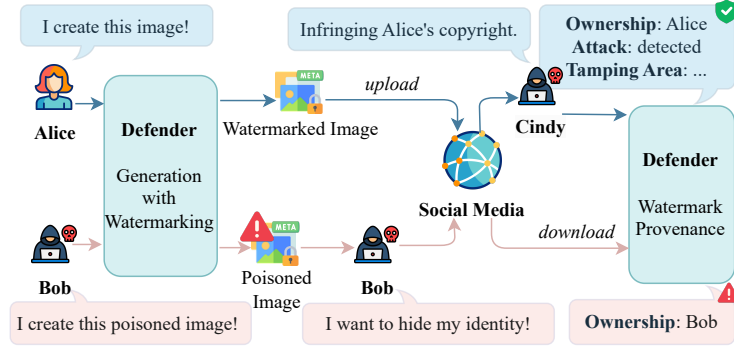 I create this image!
Infringing Alice's copyright.
Ownership: Alice
Attack: detected
Tamping Area: ...
META
upload
Alice
Defender
Generation
with
Watermarking
Watermarked Image
Cindy
Defender
Watermark
Provenance
Social Media
META
download
Bob
Poisoned
Image
Bob
I create this poisoned image!
I want to hide my identity!
Ownership: Bob